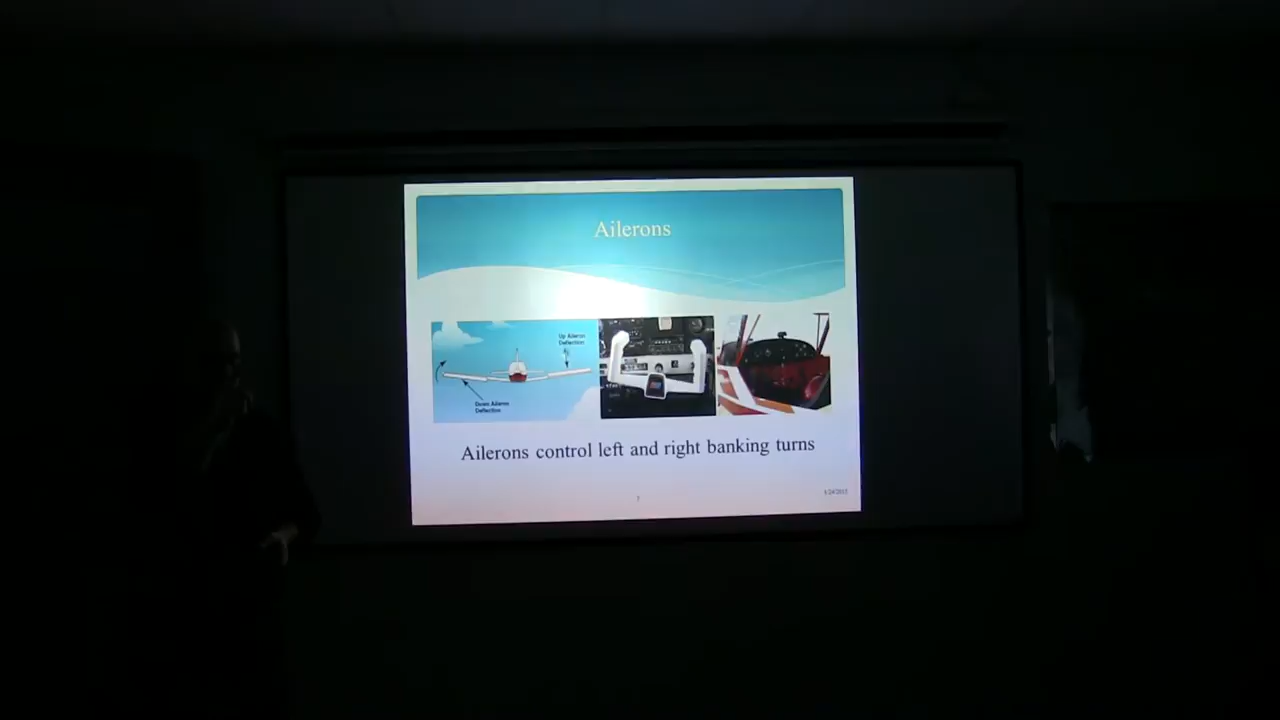 Ailerons
Up Aileron
Deflection
Down Aileron
Deflection
Ailerons control left and right banking turns